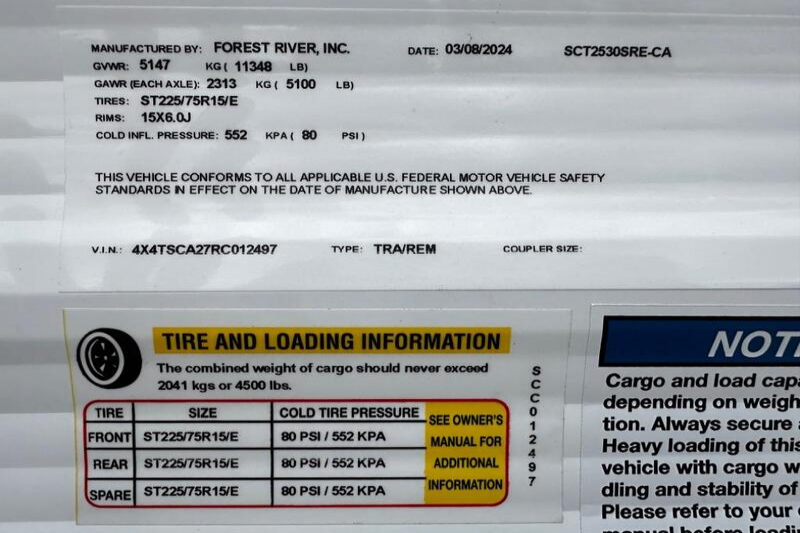 MANUFACTURED BY: FOREST RIVER, INC. DATE: 03/08/2024 SCT2530SRE-CA
GVWR: 5147 KG ( 11348 LB)
GAWR (EACH AXLE): 2313 KG ( 5100 LB)
TIRES: ST225/75R15/E
RIMS: 15X6.0J
COLD INFL. PRESSURE: 552 KPA ( 80 PSI )
THIS VEHICLE CONFORMS TO ALL APPLICABLE U.S. FEDERAL MOTOR VEHICLE SAFETY
STANDARDS IN EFFECT ON THE DATE OF MANUFACTURE SHOWN ABOVE.
V.I.N.: 4X4TSCA27RC012497 TYPE: TRA/REM COUPLER SIZE:
TIRE AND LOADING INFORMATION
The combined weight of cargo should never exceed
2041 kgs or 4500 lbs.
TIRE SIZE COLD TIRE PRESSURE
FRONT ST225/75R15/E 80 PSI / 552 KPA
REAR ST225/75R15/E 80 PSI / 552 KPA
SPARE ST225/75R15/E 80 PSI / 552 KPA
SEE OWNER'S
MANUAL FOR
ADDITIONAL
INFORMATION
SCC012497
Cargo and load
depending on
tion. Always secure
Heavy loading of this
vehicle with cargo
dling and stability of
Please refer to your